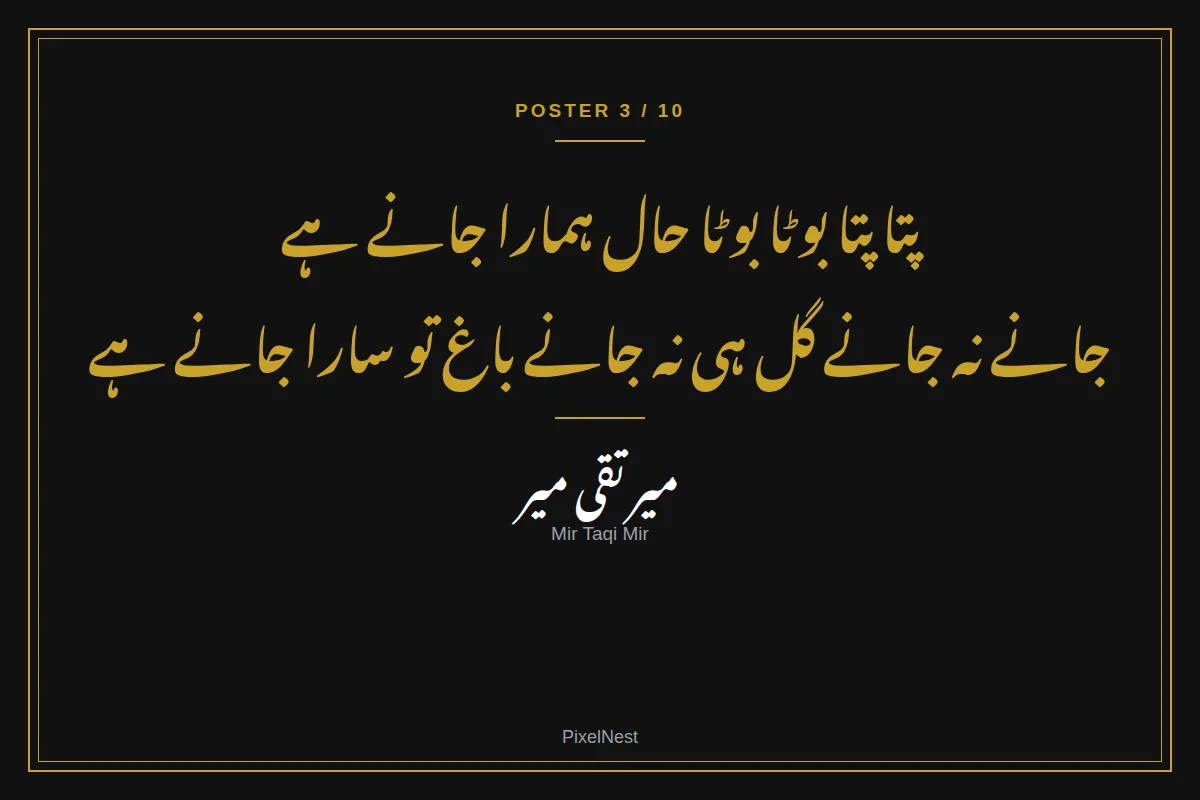 POSTER 3 / 10
پتا پتا بوٹا بوٹا حال ہمارا جانے ہے
جانے نہ جانے گل ہی نہ جانے باغ تو سارا جانے ہے
میر تقی میر
Mir Taqi Mir
PixelNest